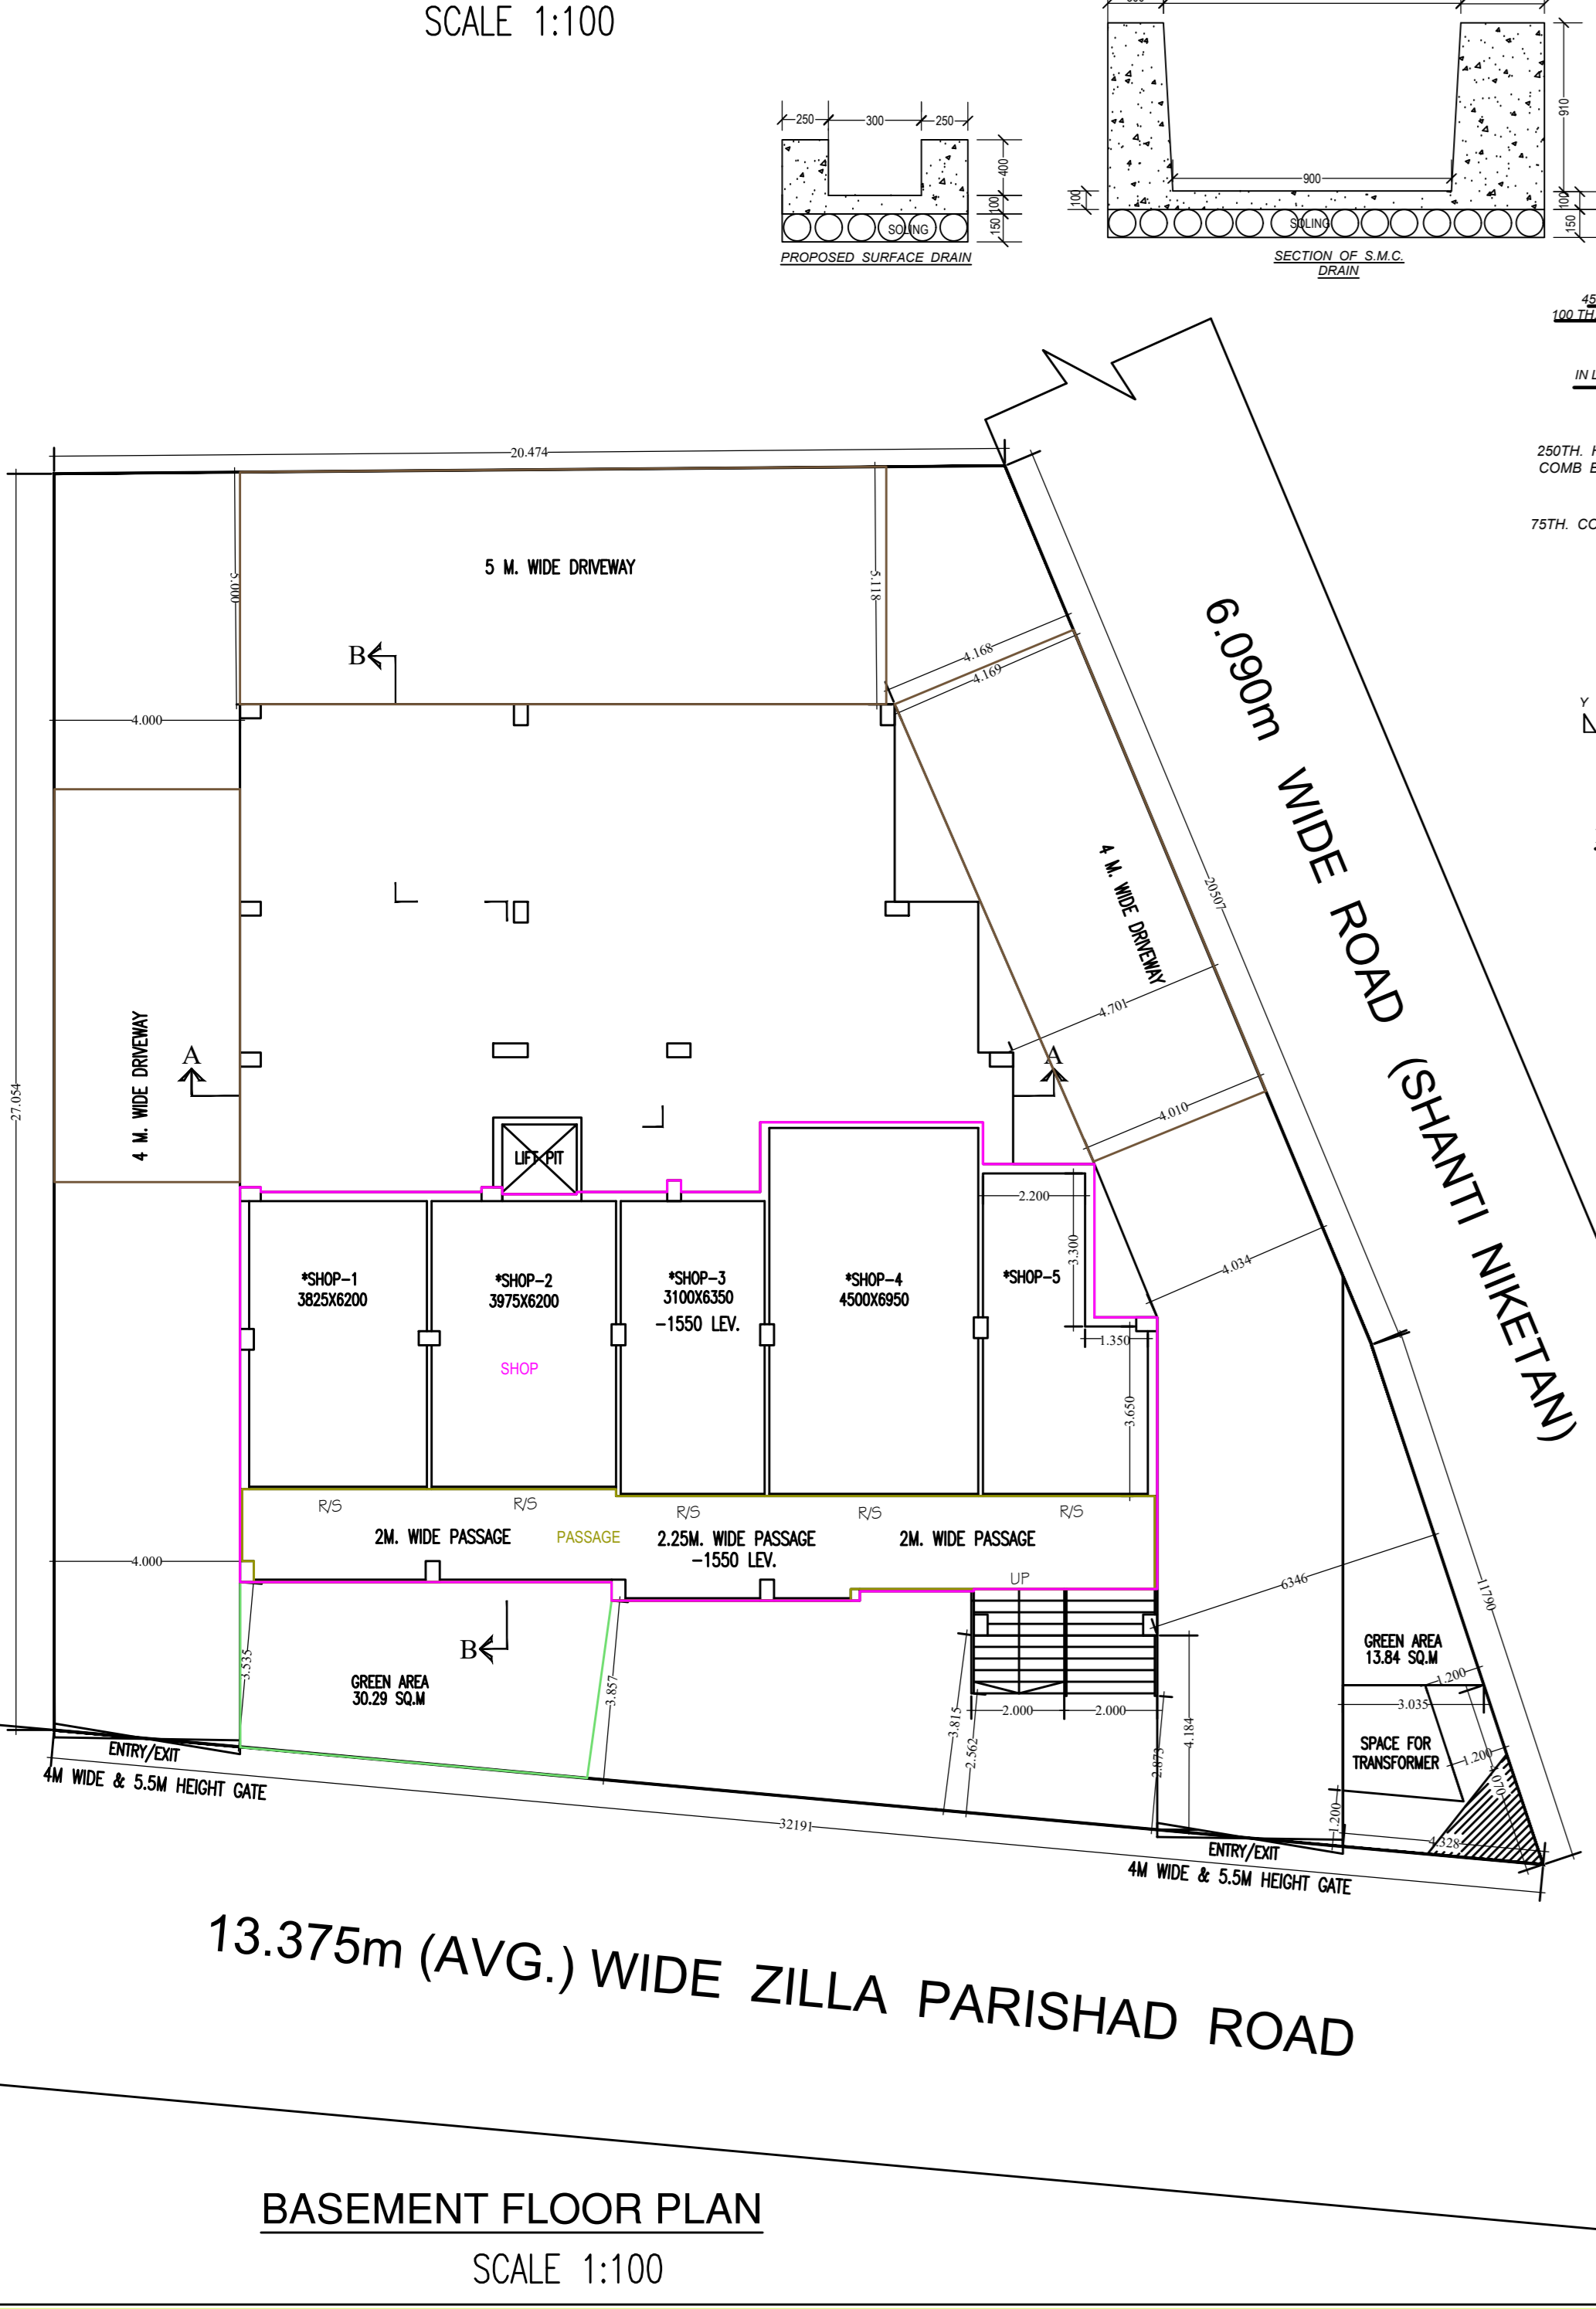 SCALE 1:100
250
300
250
400
100
150
SOLING
PROPOSED SURFACE DRAIN
910
900
100
100
150
SOLING
SECTION OF S.M.C.
DRAIN
45
100 TH.
IN L
250TH. H
COMB B
75TH. CO
Y
20.474
5 M. WIDE DRIVEWAY
5.000
5.118
B
4.168
4.169
4.000
6.090m WIDE ROAD (SHANTI NIKETAN)
20507
4 M. WIDE DRIVEWAY
4.701
4 M. WIDE DRIVEWAY
A
A
27.054
4.010
LIFT PIT
2.200
3.300
4.034
*SHOP-1
3825X6200
*SHOP-2
3975X6200
*SHOP-3
3100X6350
-1550 LEV.
*SHOP-4
4500X6950
*SHOP-5
1.350
SHOP
3.650
R/S
R/S
R/S
R/S
R/S
2M. WIDE PASSAGE
PASSAGE
2.25M. WIDE PASSAGE
-1550 LEV.
2M. WIDE PASSAGE
4.000
UP
6346
11790
B
3.535
GREEN AREA
30.29 SQ.M
3.857
GREEN AREA
13.84 SQ.M
1.200
3.035
3.815
2.562
2.000
2.000
2.873
4.184
SPACE FOR
TRANSFORMER
1.200
4.070
1.200
4.328
ENTRY/EXIT
4M WIDE & 5.5M HEIGHT GATE
32191
ENTRY/EXIT
4M WIDE & 5.5M HEIGHT GATE
13.375m (AVG.) WIDE ZILLA PARISHAD ROAD
BASEMENT FLOOR PLAN
SCALE 1:100